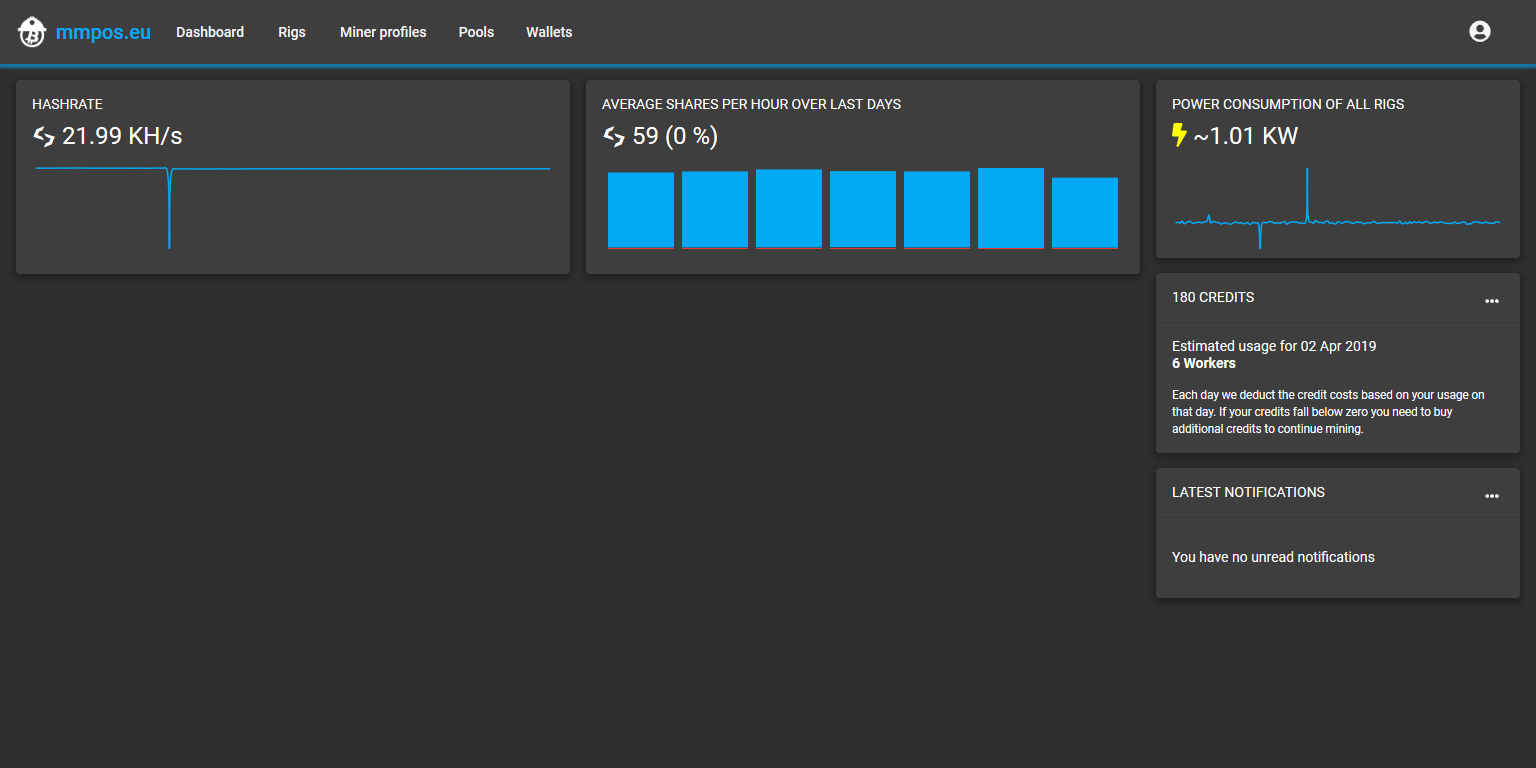 mmpos.eu Dashboard Rigs Miner profiles Pools Wallets
HASHRATE
21.99 KH/s
AVERAGE SHARES PER HOUR OVER LAST DAYS
59 (0 %)
POWER CONSUMPTION OF ALL RIGS
~1.01 KW
180 CREDITS
Estimated usage for 02 Apr 2019
6 Workers
Each day we deduct the credit costs based on your usage on
that day. If your credits fall below zero you need to buy
additional credits to continue mining.
LATEST NOTIFICATIONS
You have no unread notifications